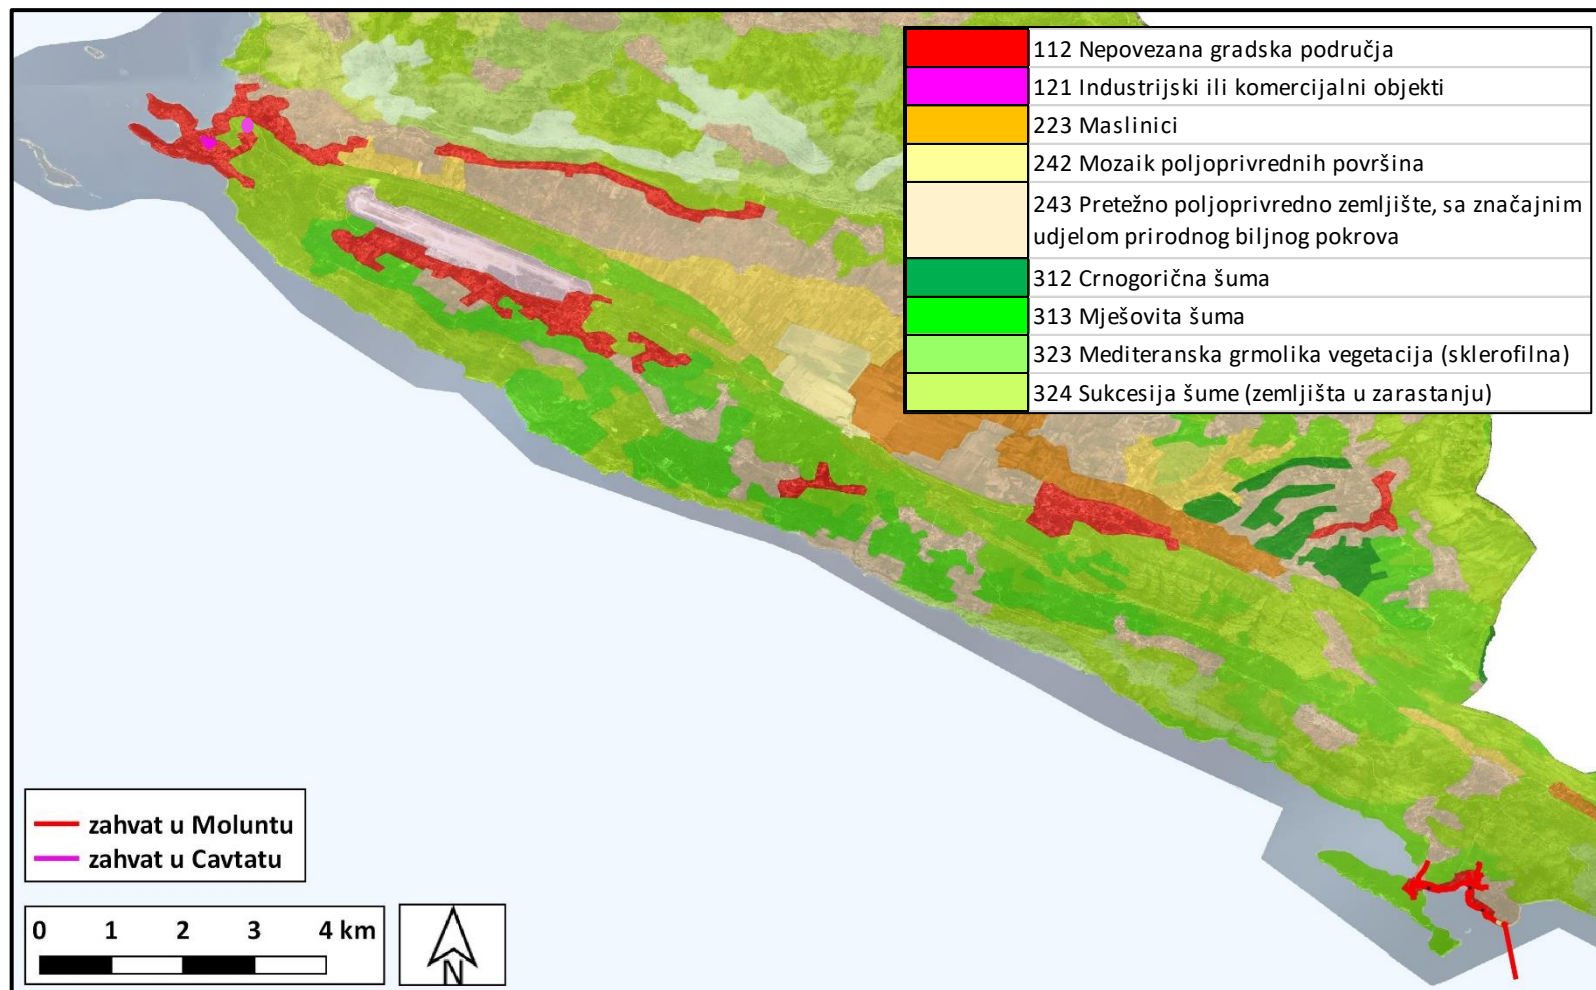 112 Nepovezana gradska područja
121 Industrijski ili komercijalni objekti
223 Maslinici
242 Mozaik poljoprivrednih površina
243 Pretežno poljoprivredno zemljište, sa značajnim
udjelom prirodnog biljnog pokrova
312 Crnogorična šuma
313 Mješovita šuma
323 Mediteranska grmolika vegetacija (sklerofilna)
324 Sukcesija šume (zemljišta u zarastanju)
zahvat u Moluntu
zahvat u Cavtatu
0 1 2 3 4 km
N